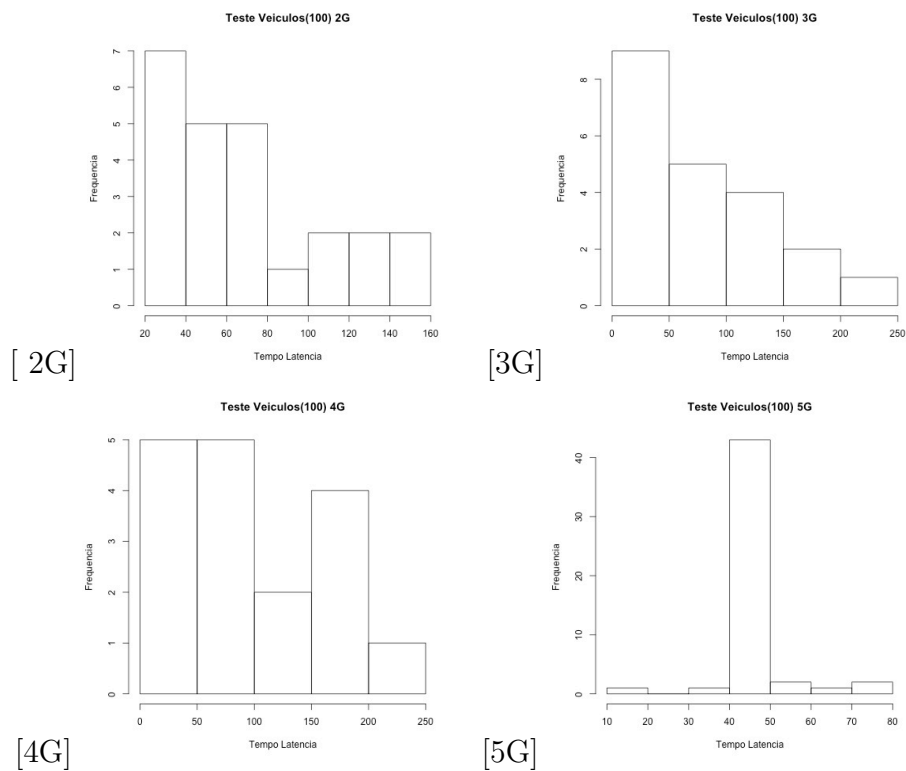 Teste Veiculos(100) 2G
Frequencia
7
6
5
4
3
2
1
0
20 40 60 80 100 120 140 160
Tempo Latencia
[ 2G]
Teste Veiculos(100) 3G
Frequencia
8
6
4
2
0
0 50 100 150 200 250
Tempo Latencia
[3G]
Teste Veiculos(100) 4G
Frequencia
5
4
3
2
1
0
0 50 100 150 200 250
Tempo Latencia
[4G]
Teste Veiculos(100) 5G
Frequencia
40
30
20
10
0
10 20 30 40 50 60 70 80
Tempo Latencia
[5G]